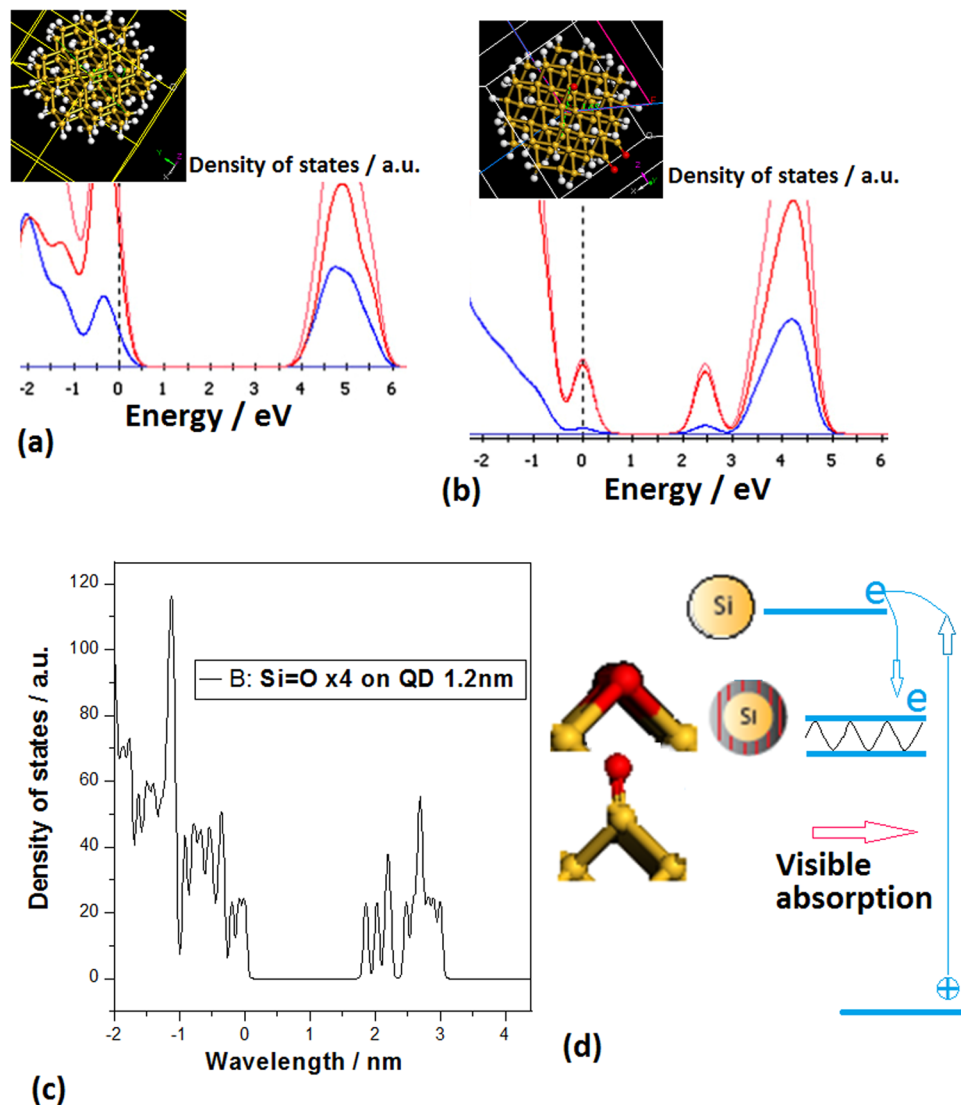 Density of states / a.u.
-2 -1 0 1 2 3 4 5 6
Energy / eV
(a)
Density of states / a.u.
-2 -1 0 1 2 3 4 5 6
Energy / eV
(b)
Density of states / a.u.
120
100
80
60
40
20
0
B: Si=O x4 on QD 1.2nm
-2 -1 0 1 2 3 4
Wavelength / nm
(c)
Si
e
e
Si
Visible
absorption
+
(d)